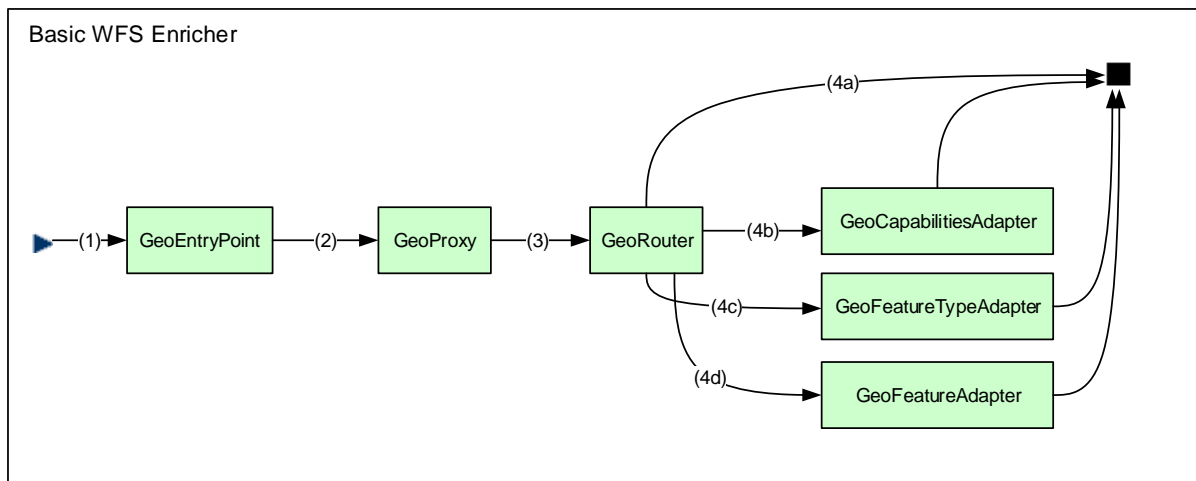 Basic WFS Enricher
(4a)
(1)
GeoEntryPoint
(2)
GeoProxy
(3)
GeoRouter
(4b)
GeoCapabilitiesAdapter
(4c)
GeoFeatureTypeAdapter
(4d)
GeoFeatureAdapter